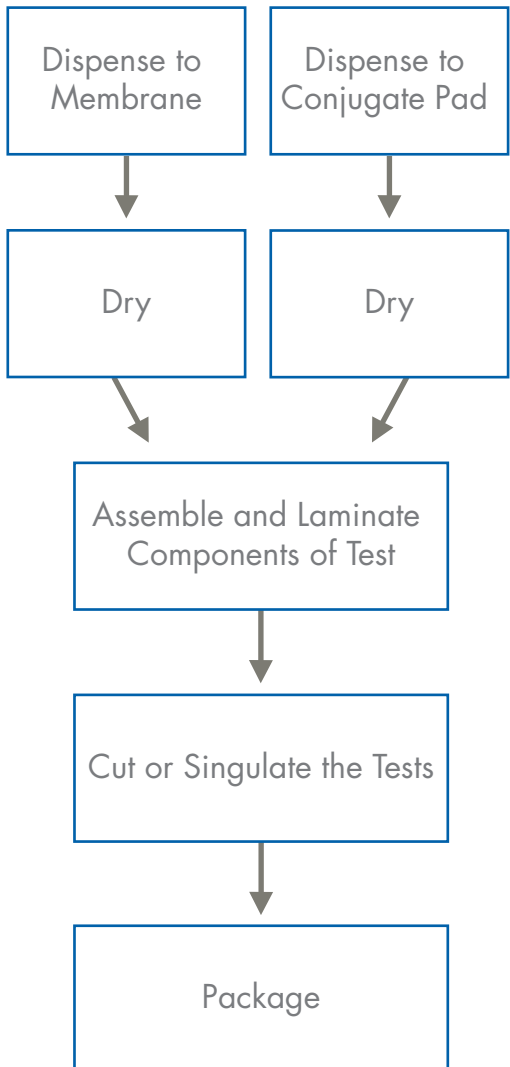 Dispense to
Membrane
Dispense to
Conjugate Pad
Dry
Dry
Assemble and Laminate
Components of Test
Cut or Singulate the Tests
Package